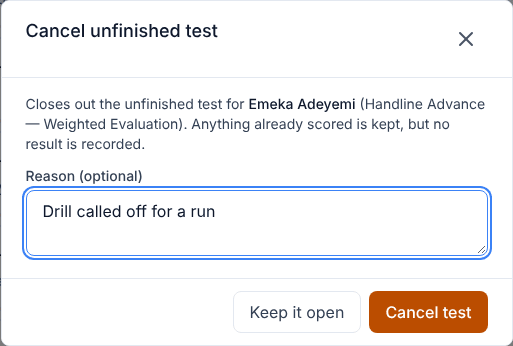 Cancel unfinished test
Closes out the unfinished test for Emeka Adeyemi (Handline Advance
— Weighted Evaluation). Anything already scored is kept, but no
result is recorded.
Reason (optional)
Drill called off for a run
Keep it open
Cancel test